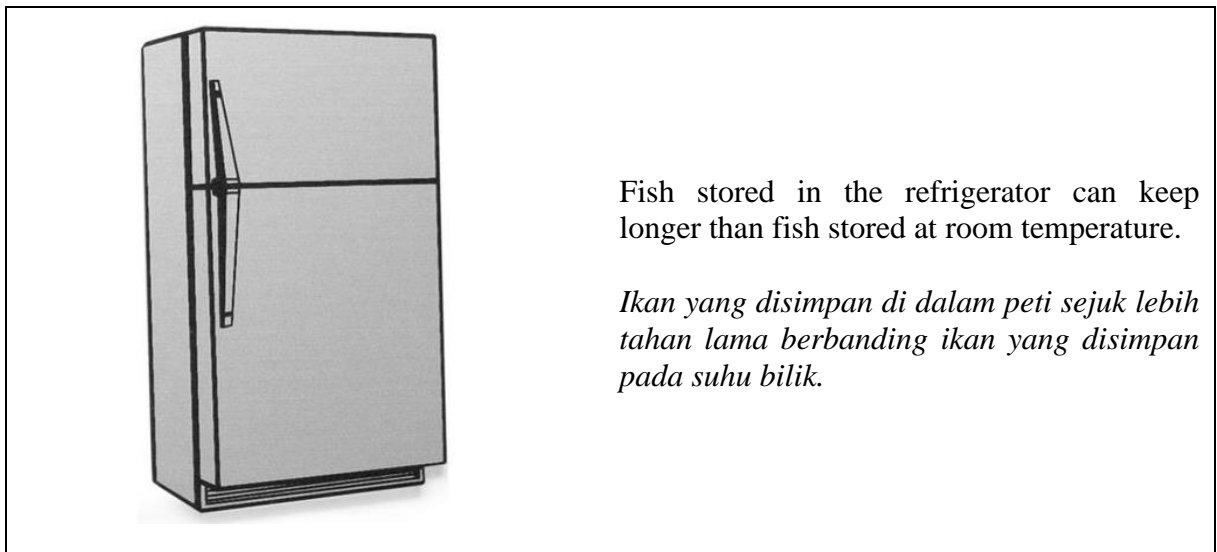 Fish stored in the refrigerator can keep
longer than fish stored at room temperature.
Ikan yang disimpan di dalam peti sejuk lebih
tahan lama berbanding ikan yang disimpan
pada suhu bilik.